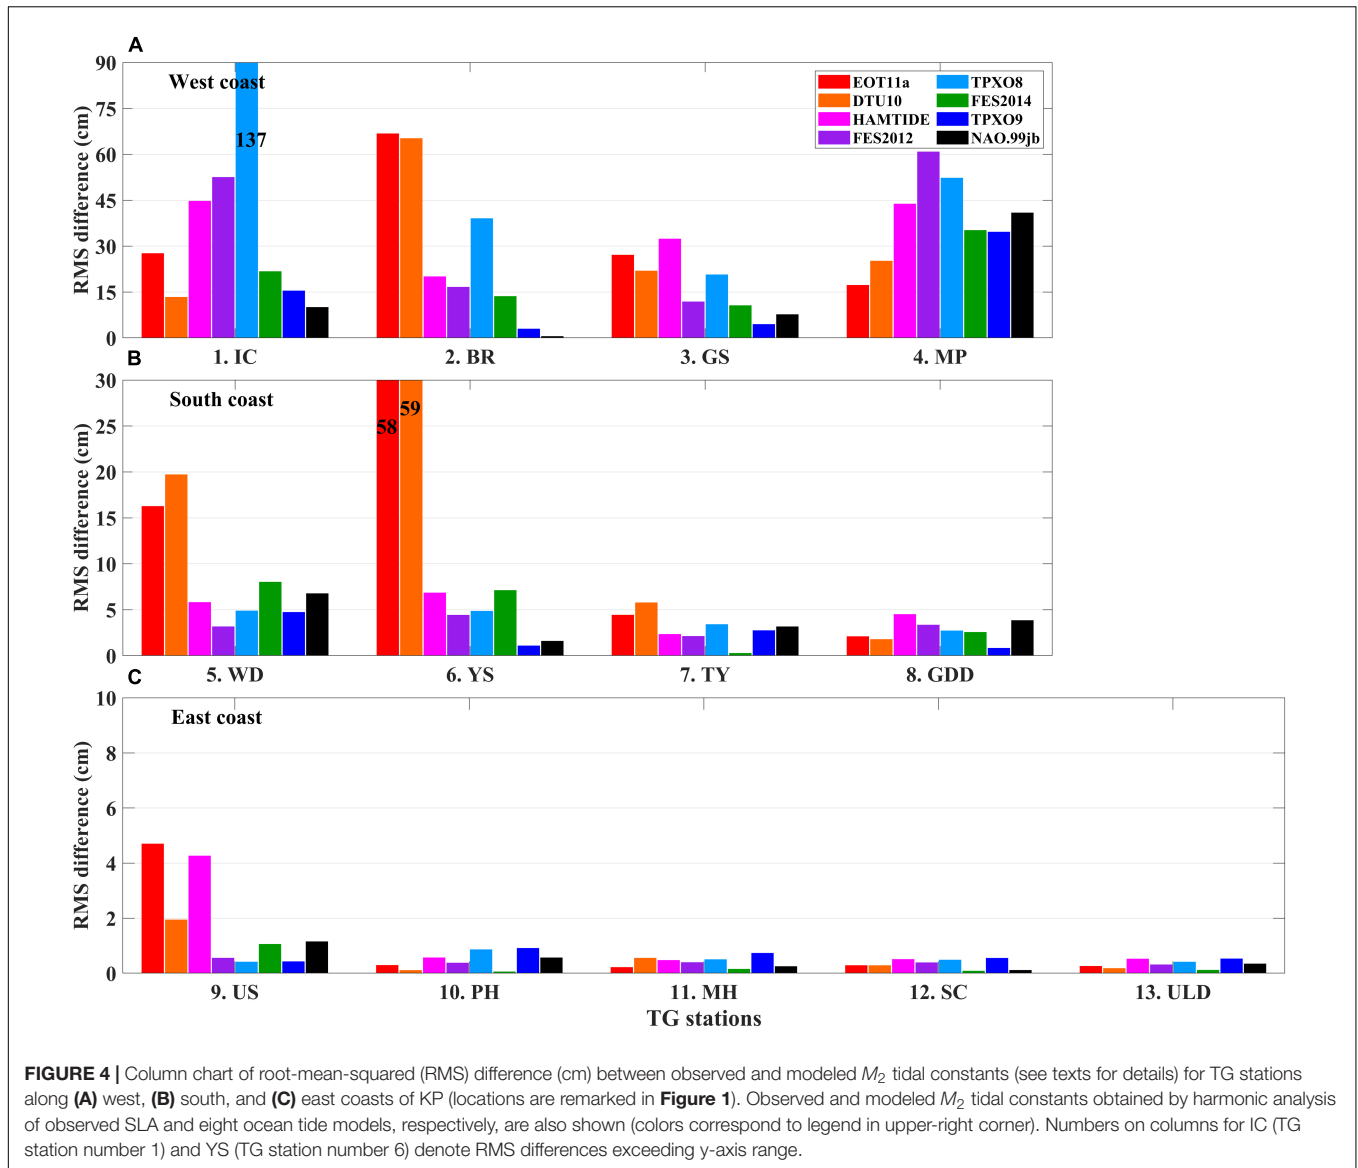 A
West coast
90
75
60
45
30
15
0
RMS difference (cm)
137
EOT11a
DTU10
HAMTIDE
FES2012
TPXO8
FES2014
TPXO9
NAO.99jb
1. IC 2. BR 3. GS 4. MP
B
South coast
30
25
20
15
10
5
0
RMS difference (cm)
58
59
5. WD 6. YS 7. TY 8. GDD
C
East coast
10
8
6
4
2
0
RMS difference (cm)
9. US 10. PH 11. MH 12. SC 13. ULD
TG stations
FIGURE 4 | Column chart of root-mean-squared (RMS) difference (cm) between observed and modeled M2 tidal constants (see texts for details) for TG stations
along (A) west, (B) south, and (C) east coasts of KP (locations are remarked in Figure 1). Observed and modeled M2 tidal constants obtained by harmonic analysis
of observed SLA and eight ocean tide models, respectively, are also shown (colors correspond to legend in upper-right corner). Numbers on columns for IC (TG
station number 1) and YS (TG station number 6) denote RMS differences exceeding y-axis range.